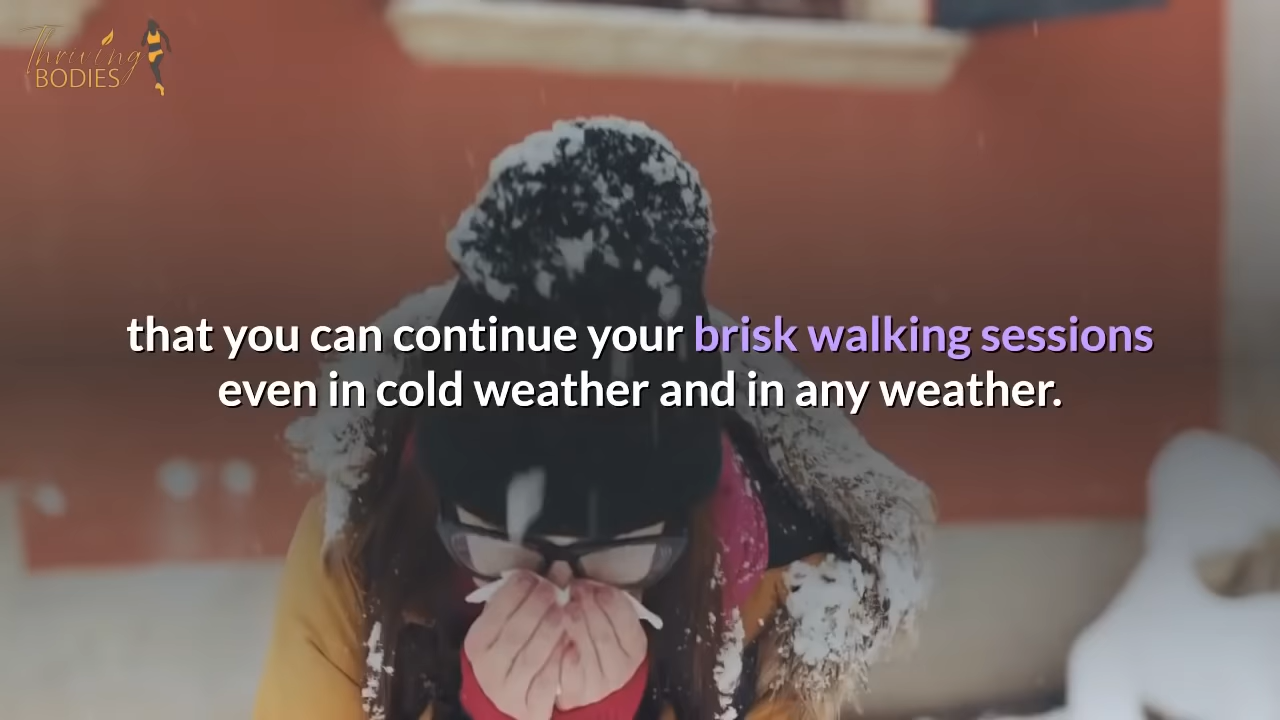 Thriving
BODIES
that you can continue your brisk walking sessions
even in cold weather and in any weather.